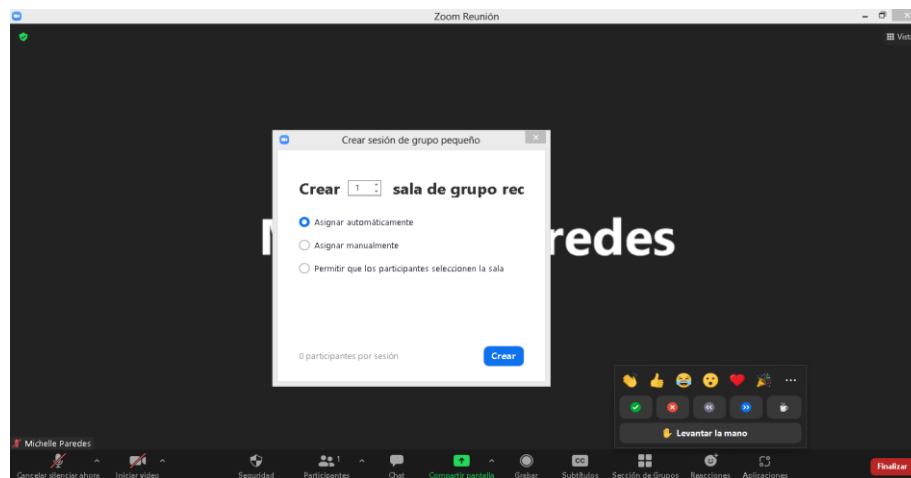 Zoom Reunión
Vista
Crear sesión de grupo pequeño
Crear 1 sala de grupo rec
Asignar automáticamente
Asignar manualmente
Permitir que los participantes seleccionen la sala
redes
0 participantes por sesión
Crear
Levantar la mano
Michelle Paredes
1
Cancelar silenciar ahora
Iniciar video
Seguridad
Participantes
Chat
Compartir pantalla
Grabar
CC
Subtítulos
Sección de Grupos
Reacciones
Aplicaciones
Finalizar